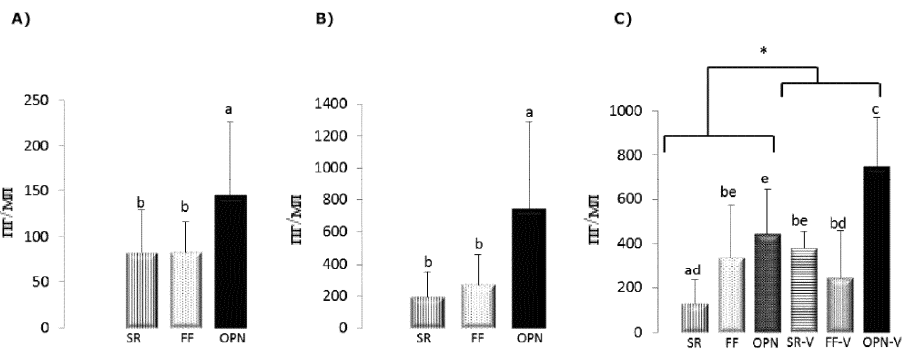 A)
B)
C)
*
250
200
150
100
50
0
ПГ/МЛ
b
b
a
SR
FF
OPN
1400
1200
1000
800
600
400
200
0
ПГ/МЛ
b
b
a
SR
FF
OPN
1000
800
600
400
200
0
ПГ/МЛ
ad
be
e
be
bd
c
SR
FF
OPN
SR-V
FF-V
OPN-V